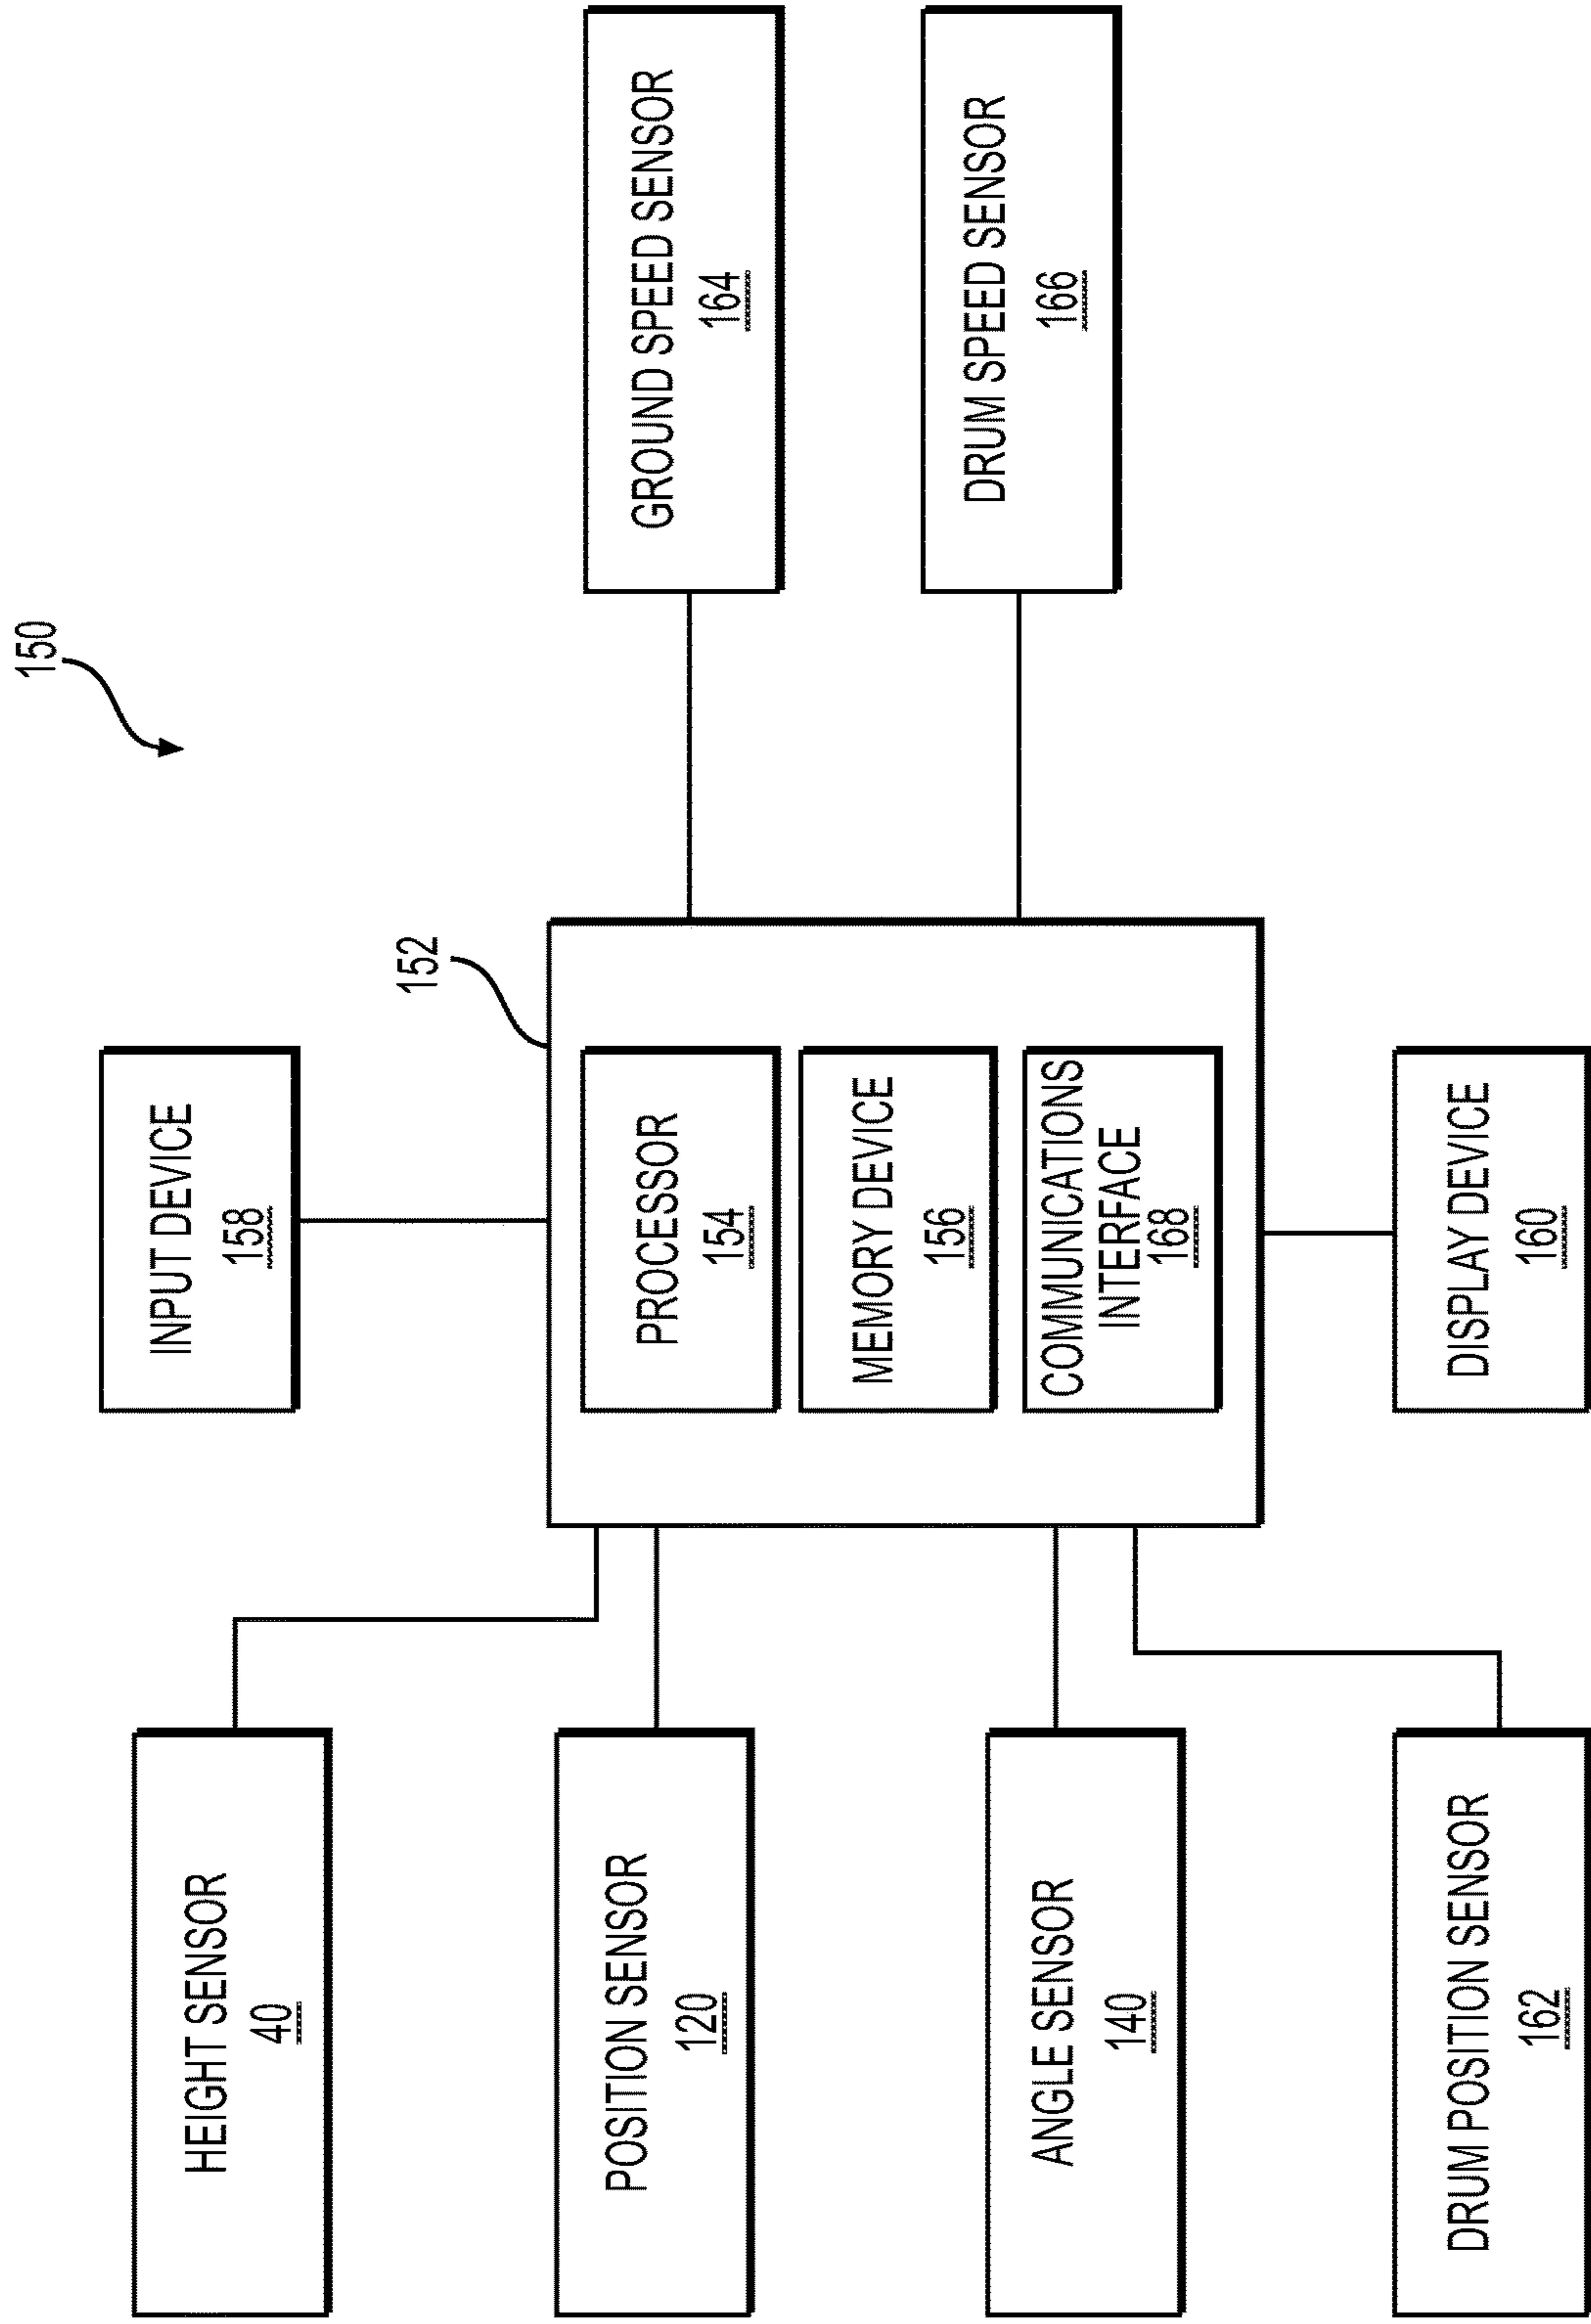 150
152
HEIGHT SENSOR
40
POSITION SENSOR
120
ANGLE SENSOR
140
DRUM POSITION SENSOR
162
INPUT DEVICE
158
PROCESSOR
154
MEMORY DEVICE
156
COMMUNICATIONS
INTERFACE
168
DISPLAY DEVICE
160
GROUND SPEED SENSOR
164
DRUM SPEED SENSOR
166